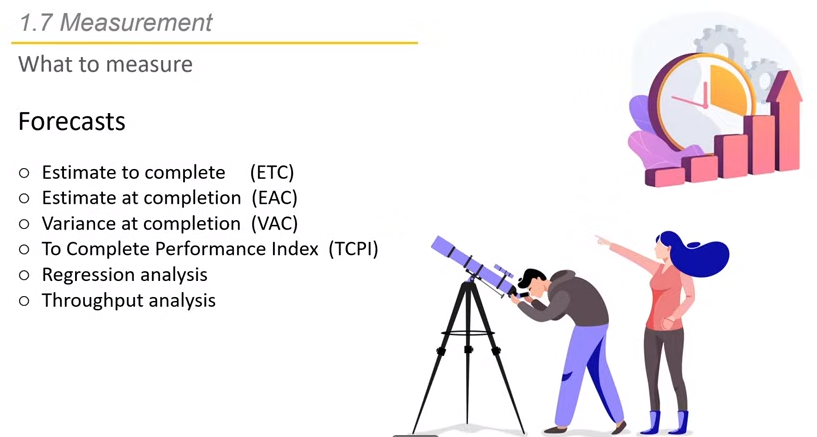 1.7 Measurement
What to measure
Forecasts
○ Estimate to complete (ETC)
○ Estimate at completion (EAC)
○ Variance at completion (VAC)
○ To Complete Performance Index (TCPI)
○ Regression analysis
○ Throughput analysis